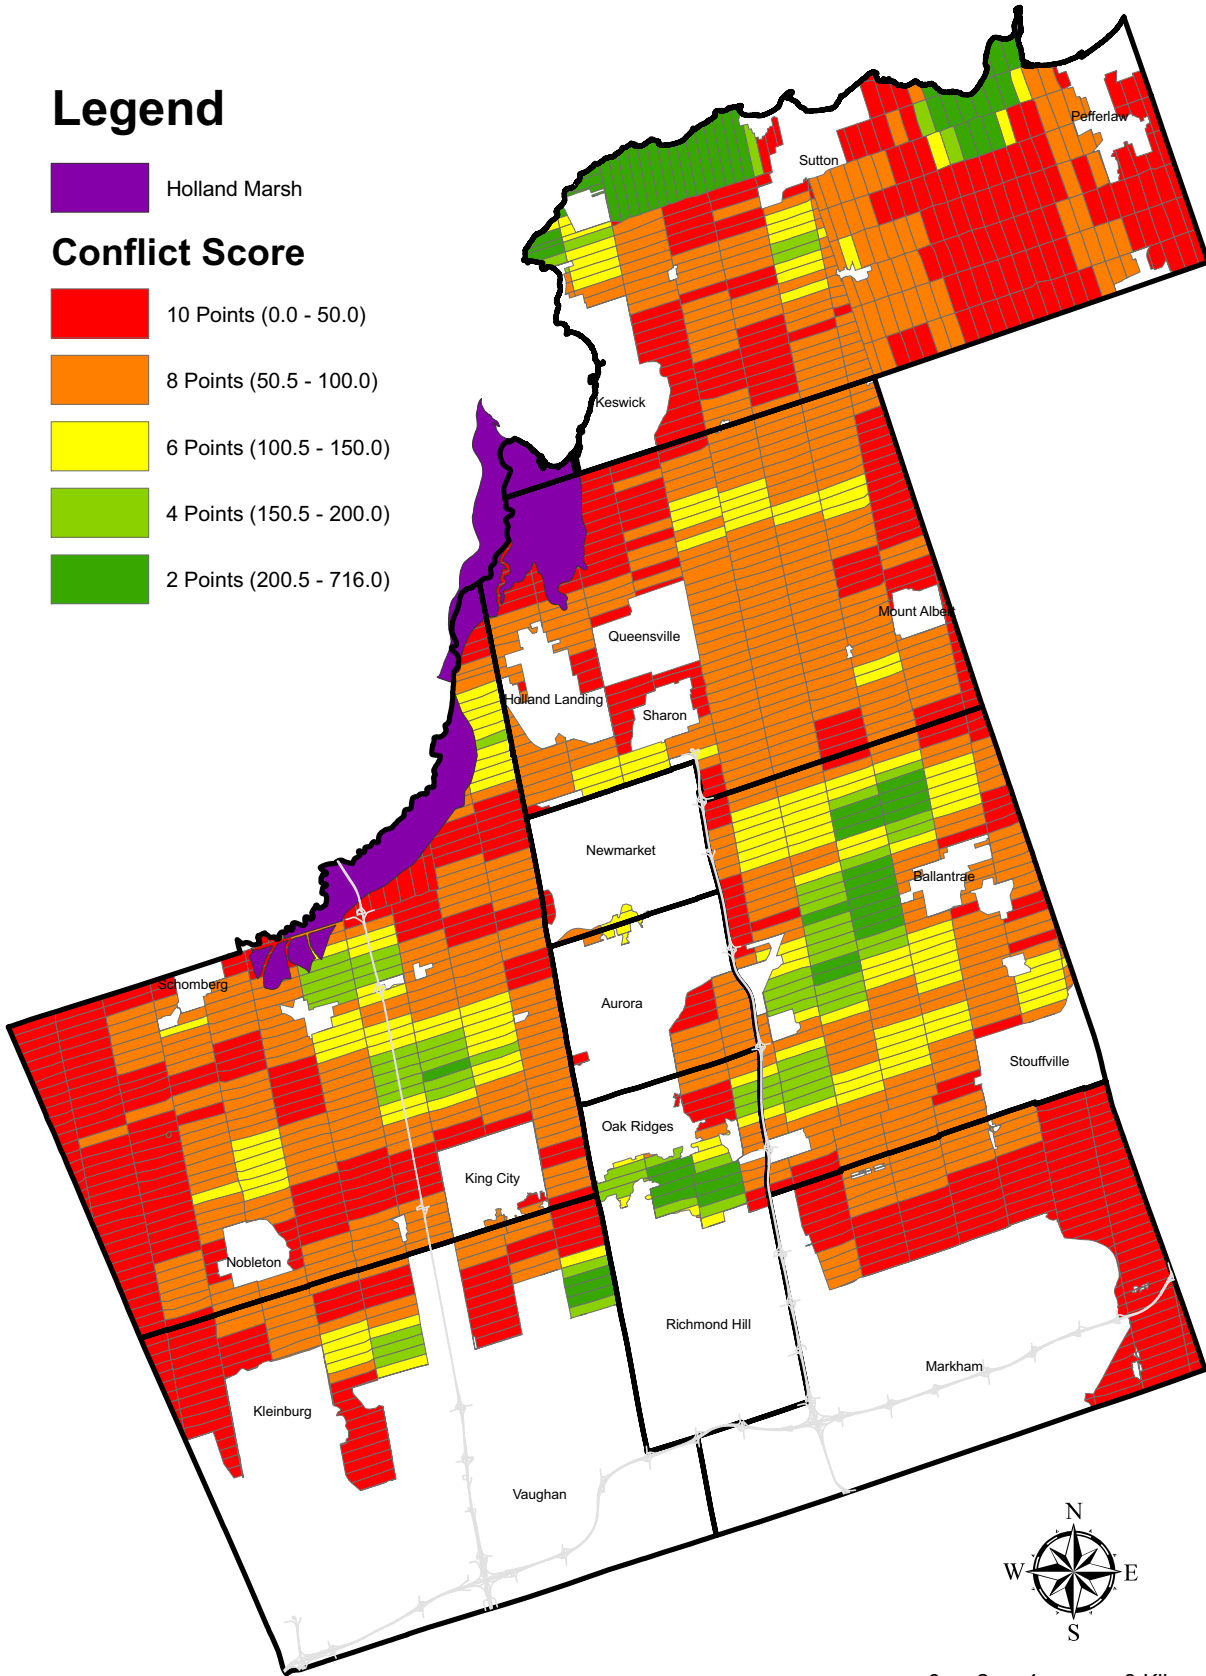 Legend
Holland Marsh
Conflict Score
10 Points (0.0 - 50.0)
8 Points (50.5 - 100.0)
6 Points (100.5 - 150.0)
4 Points (150.5 - 200.0)
2 Points (200.5 - 716.0)
Pefferlaw
Sutton
Keswick
Mount Albert
Queensville
Holland Landing
Sharon
Newmarket
Ballantrae
Schomberg
Aurora
Stouffville
Oak Ridges
King City
Nobleton
Richmond Hill
Markham
Kleinburg
Vaughan
N
W
E
S